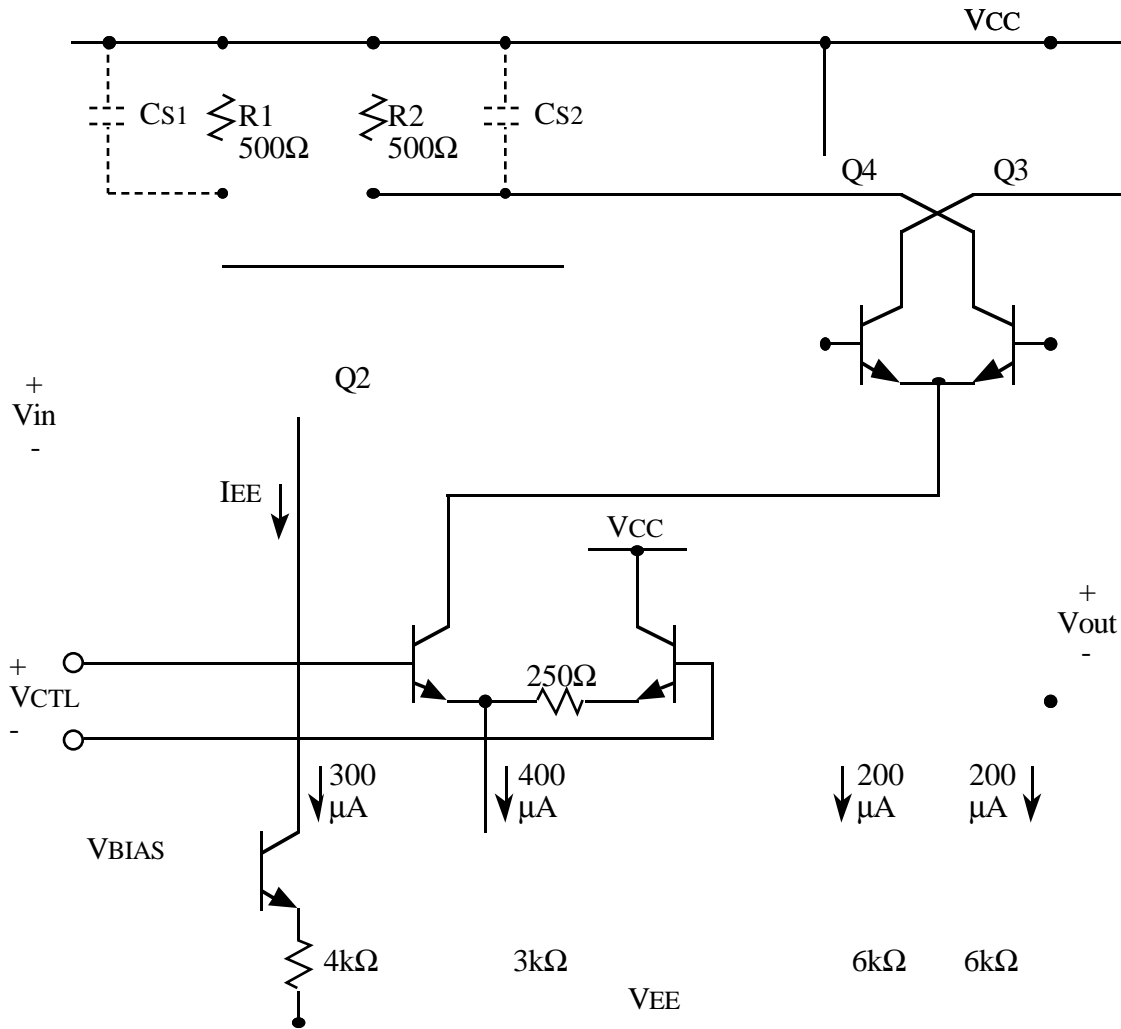 VCC
CS1
R1
500Ω
R2
500Ω
CS2
Q4
Q3
+
Vin
-
Q2
IEE
VCC
+
Vout
-
+
VCTL
-
250Ω
300
μA
400
μA
200
μA
200
μA
VBIAS
4kΩ
3kΩ
6kΩ
6kΩ
VEE